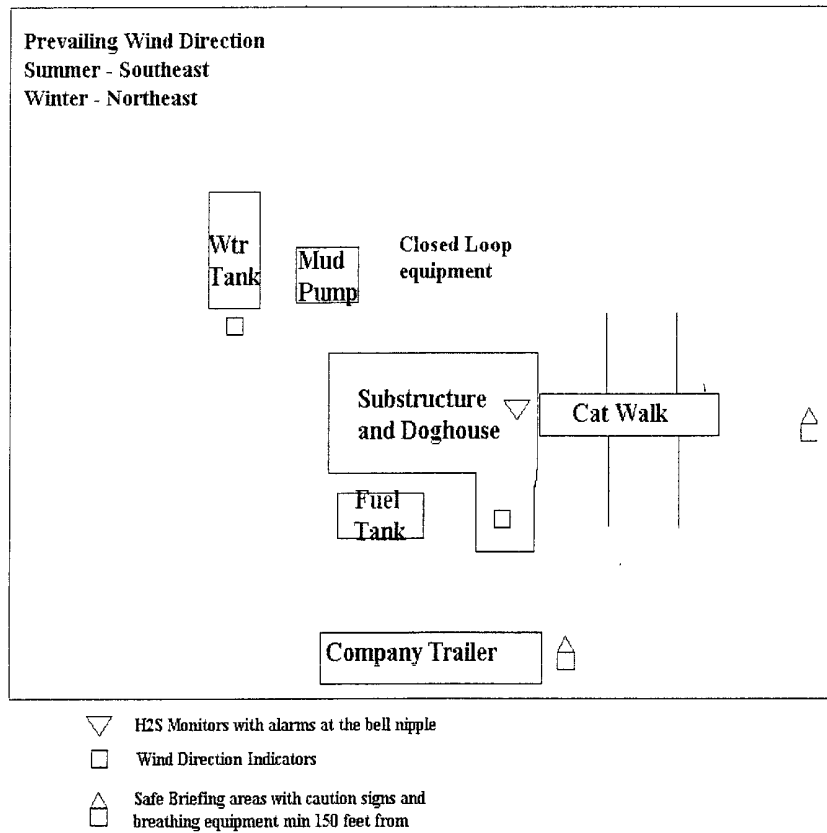 Prevailing Wind Direction
Summer - Southeast
Winter - Northeast
Wtr
Tank
Mud
Pump
Closed Loop
equipment
Substructure
and Doghouse
Cat Walk
Fuel
Tank
Company Trailer
H2S Monitors with alarms at the bell nipple
Wind Direction Indicators
Safe Briefing areas with caution signs and
breathing equipment min 150 feet from